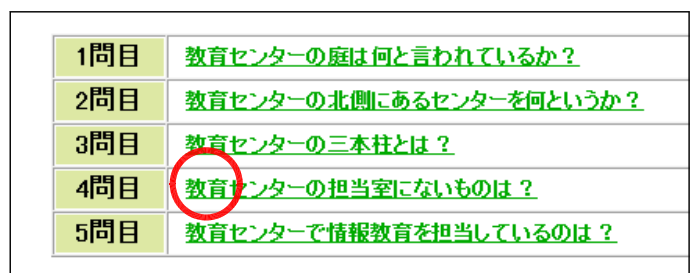 1問目 教育センターの庭は何と言われているか？
2問目 教育センターの北側にあるセンターを何というか？
3問目 教育センターの三本柱とは？
4問目 教育センターの担当室にないものは？
5問目 教育センターで情報教育を担当しているのは？